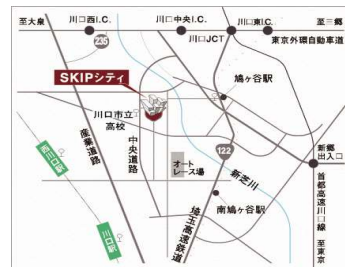 川口西I.C.
川口中央I.C.
川口東I.C.
至大泉
至三郷
川口JCT
東京外環自動車道
235
SKIPシティ
鳩ヶ谷駅
川口市立
高校
産業道路
中央道路
122
オート
レース場
新芝川
新郷
出入口
西川口駅
川口駅
南鳩ヶ谷駅
埼玉高速鉄道
首都高速川口線
至東京